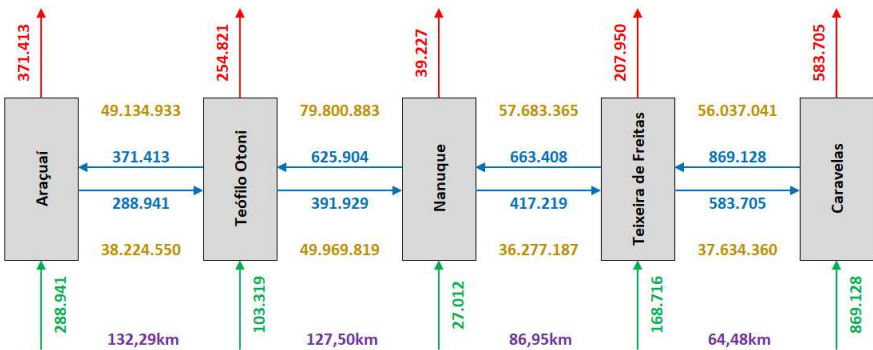 371.413
254.821
39.227
207.950
583.705
49.134.933
79.800.883
57.683.365
56.037.041
Araçuaí
Teófilo Otoni
Nanuque
Teixeira de Freitas
Caravelas
371.413
625.904
663.408
869.128
288.941
391.929
417.219
583.705
38.224.550
49.969.819
36.277.187
37.634.360
288.941
103.319
27.012
168.716
869.128
132,29km
127,50km
86,95km
64,48km